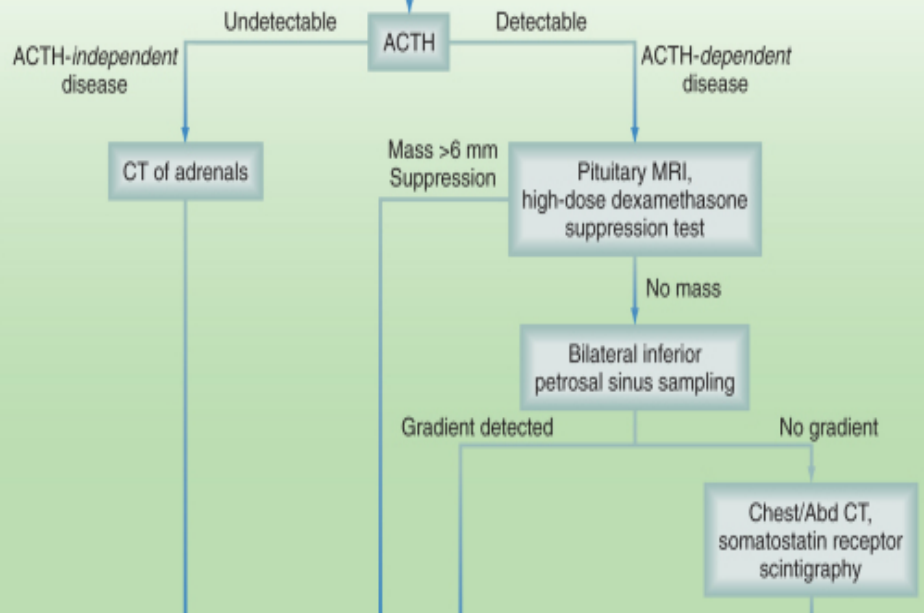 Undetectable
Detectable
ACTH
ACTH-independent
disease
ACTH-dependent
disease
CT of adrenals
Mass >6 mm
Suppression
Pituitary MRI,
high-dose dexamethasone
suppression test
No mass
Bilateral inferior
petrosal sinus sampling
Gradient detected
No gradient
Chest/Abd CT,
somatostatin receptor
scintigraphy